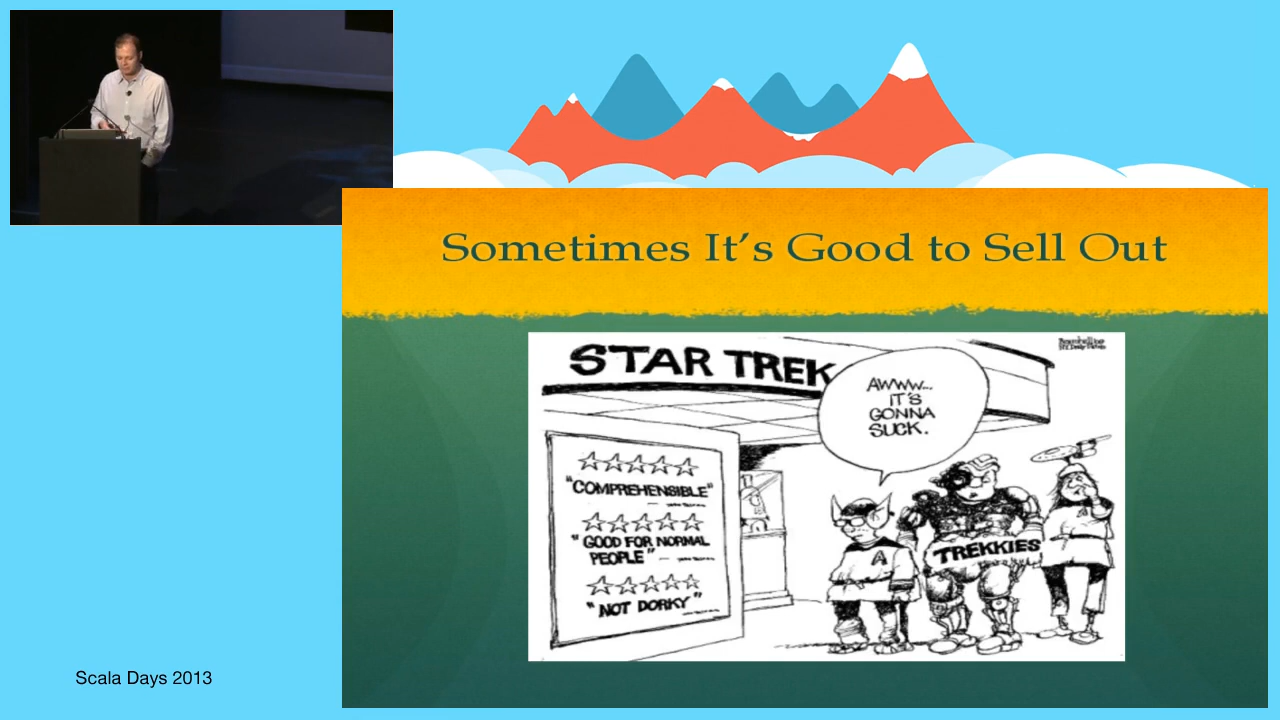 Sometimes It's Good to Sell Out
STAR TREK
AWWW...
IT'S
GONNA
SUCK.
"COMPREHENSIBLE"
"GOOD FOR NORMAL
PEOPLE"
"NOT DORKY"
TREKKIES
A
A
Scala Days 2013